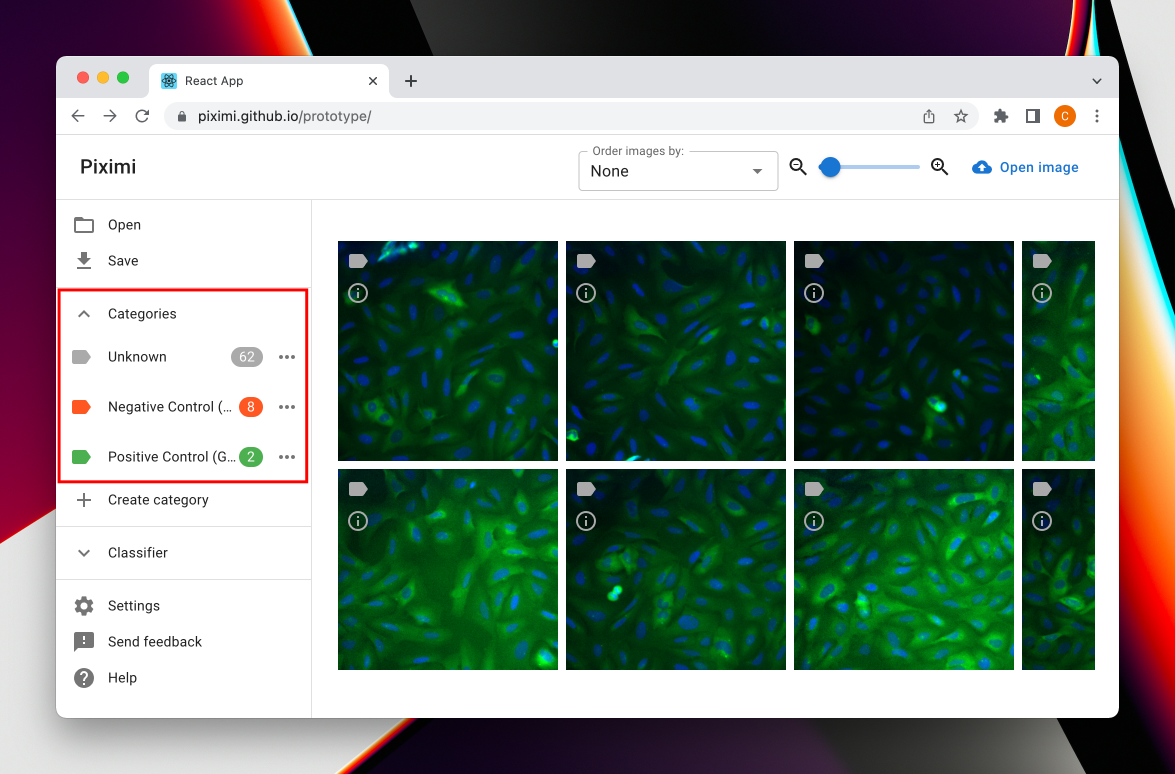 React App
piximi.github.io/prototype/
C
Piximi
Order images by:
None
Open image
Open
Save
Categories
Unknown 62
Negative Control (... 8
Positive Control (G... 2
Create category
Classifier
Settings
Send feedback
Help